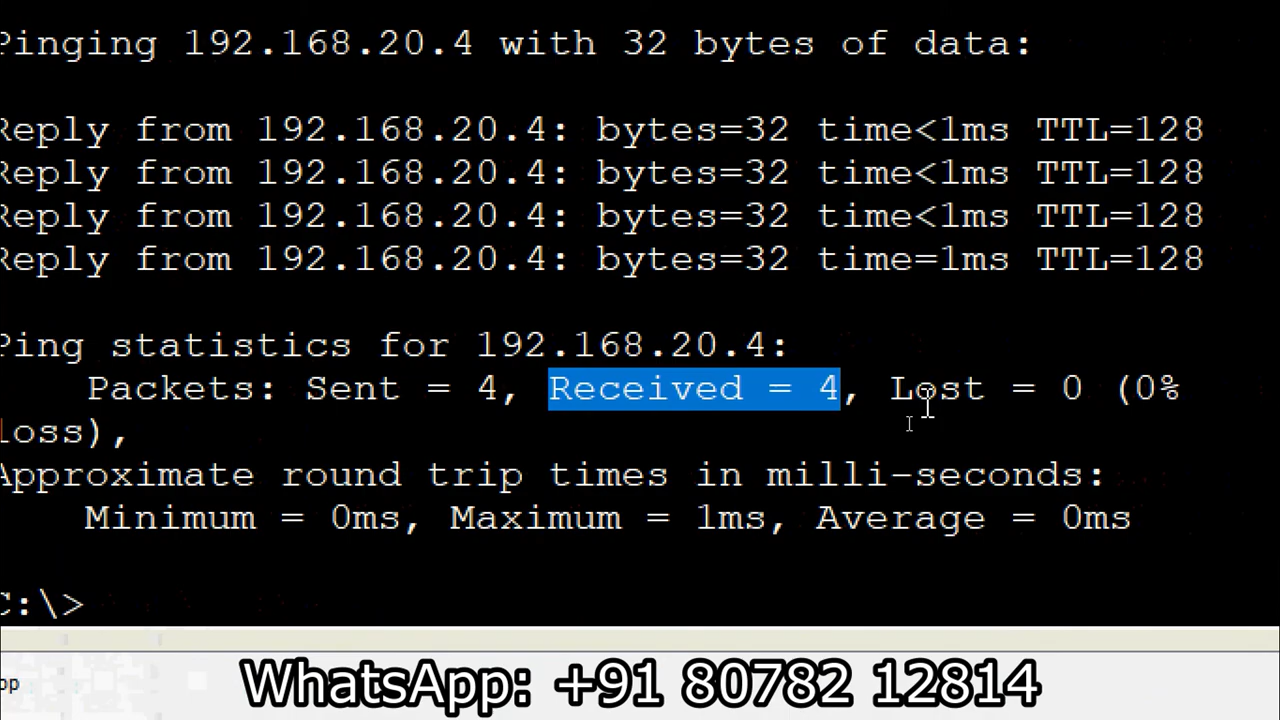 Pinging 192.168.20.4 with 32 bytes of data:
Reply from 192.168.20.4: bytes=32 time<1ms TTL=128
Reply from 192.168.20.4: bytes=32 time<1ms TTL=128
Reply from 192.168.20.4: bytes=32 time<1ms TTL=128
Reply from 192.168.20.4: bytes=32 time=1ms TTL=128
Ping statistics for 192.168.20.4:
Packets: Sent = 4, Received = 4, Lost = 0 (0%
loss),
Approximate round trip times in milli-seconds:
Minimum = 0ms, Maximum = 1ms, Average = 0ms
C:\>
op
WhatsApp: +91 80782 12814